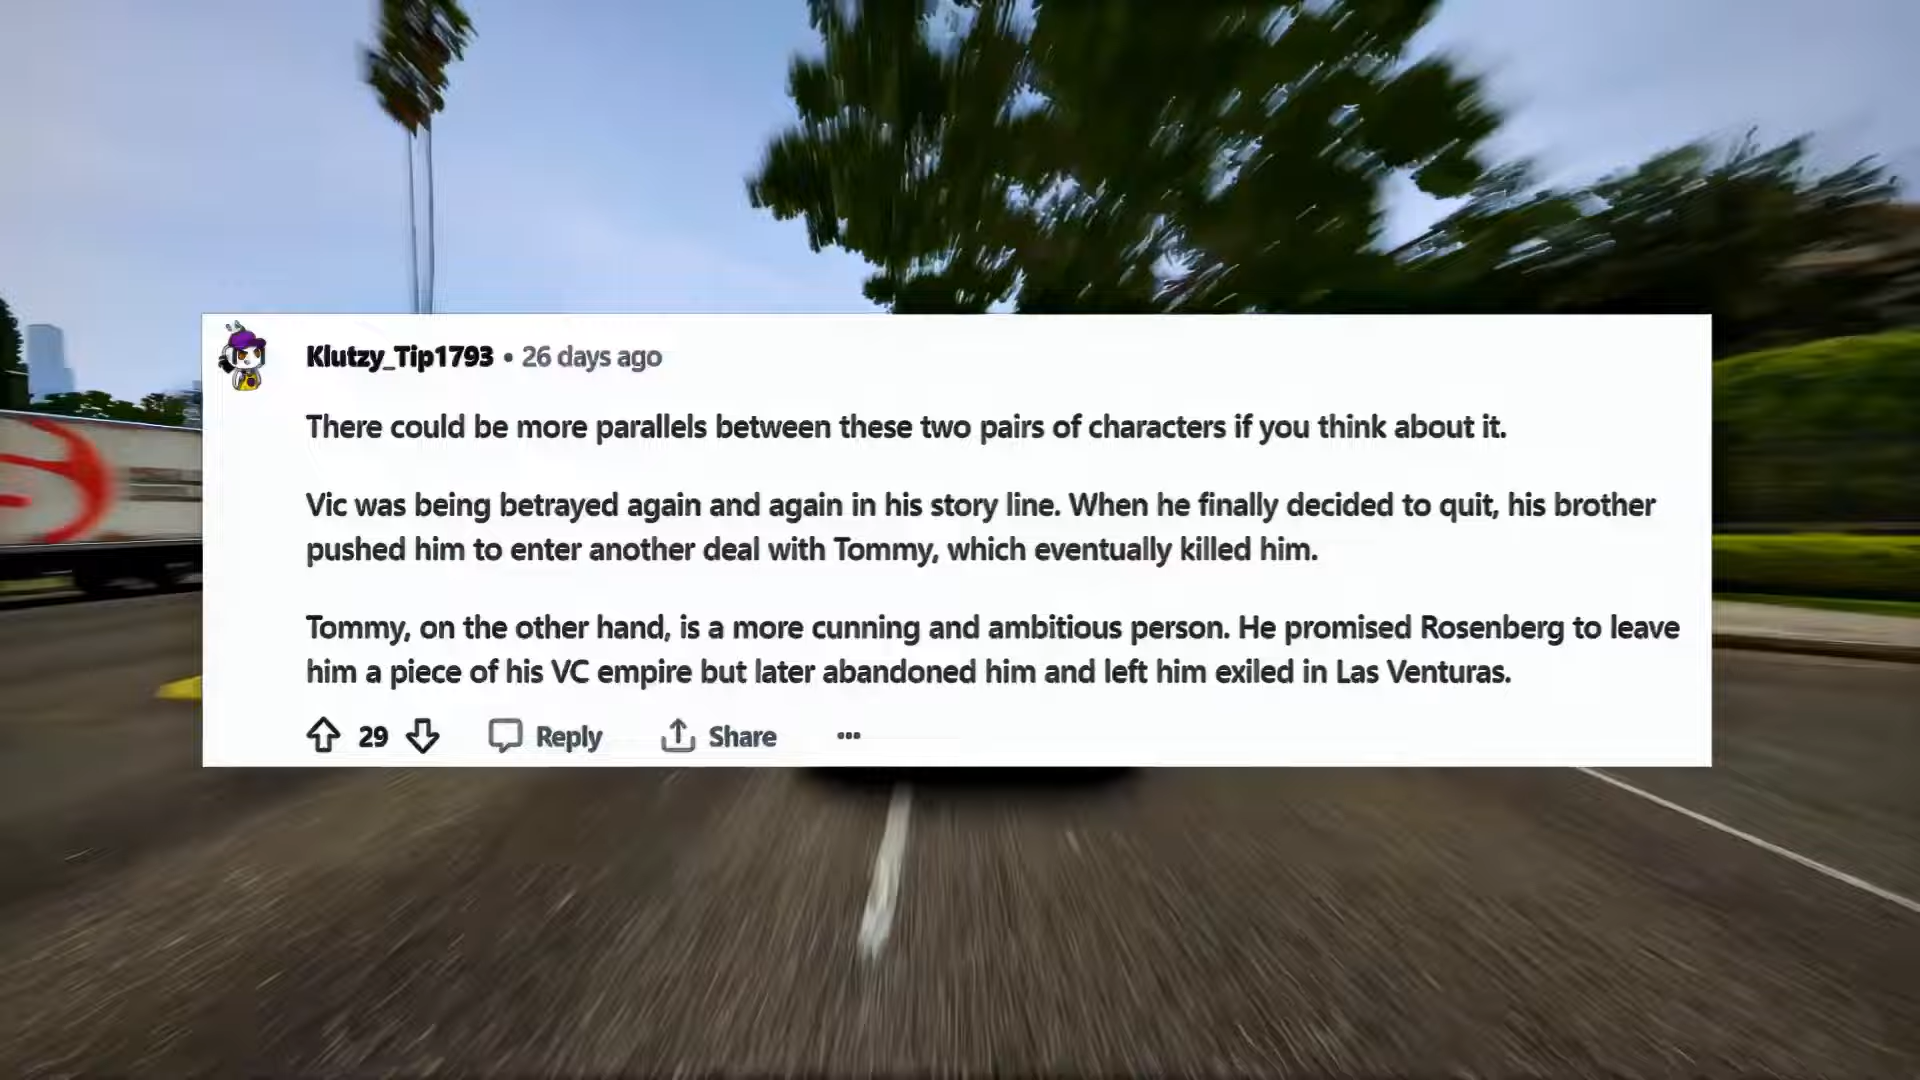 Klutzy_Tip1793 • 26 days ago
There could be more parallels between these two pairs of characters if you think about it.
Vic was being betrayed again and again in his story line. When he finally decided to quit, his brother
pushed him to enter another deal with Tommy, which eventually killed him.
Tommy, on the other hand, is a more cunning and ambitious person. He promised Rosenberg to leave
him a piece of his VC empire but later abandoned him and left him exiled in Las Venturas.
29 Reply Share ...